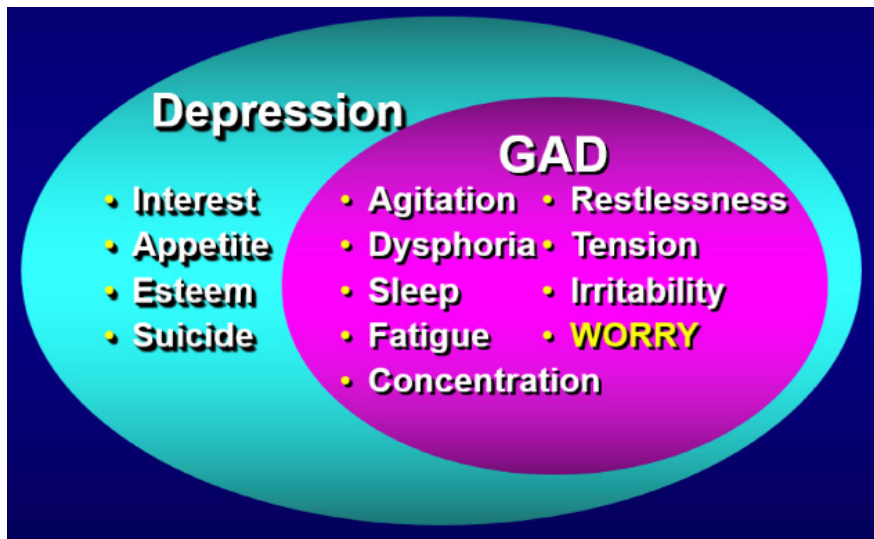 Depression
• Interest
• Appetite
• Esteem
• Suicide
GAD
• Agitation
• Dysphoria
• Sleep
• Fatigue
• Concentration
• Restlessness
• Tension
• Irritability
• WORRY